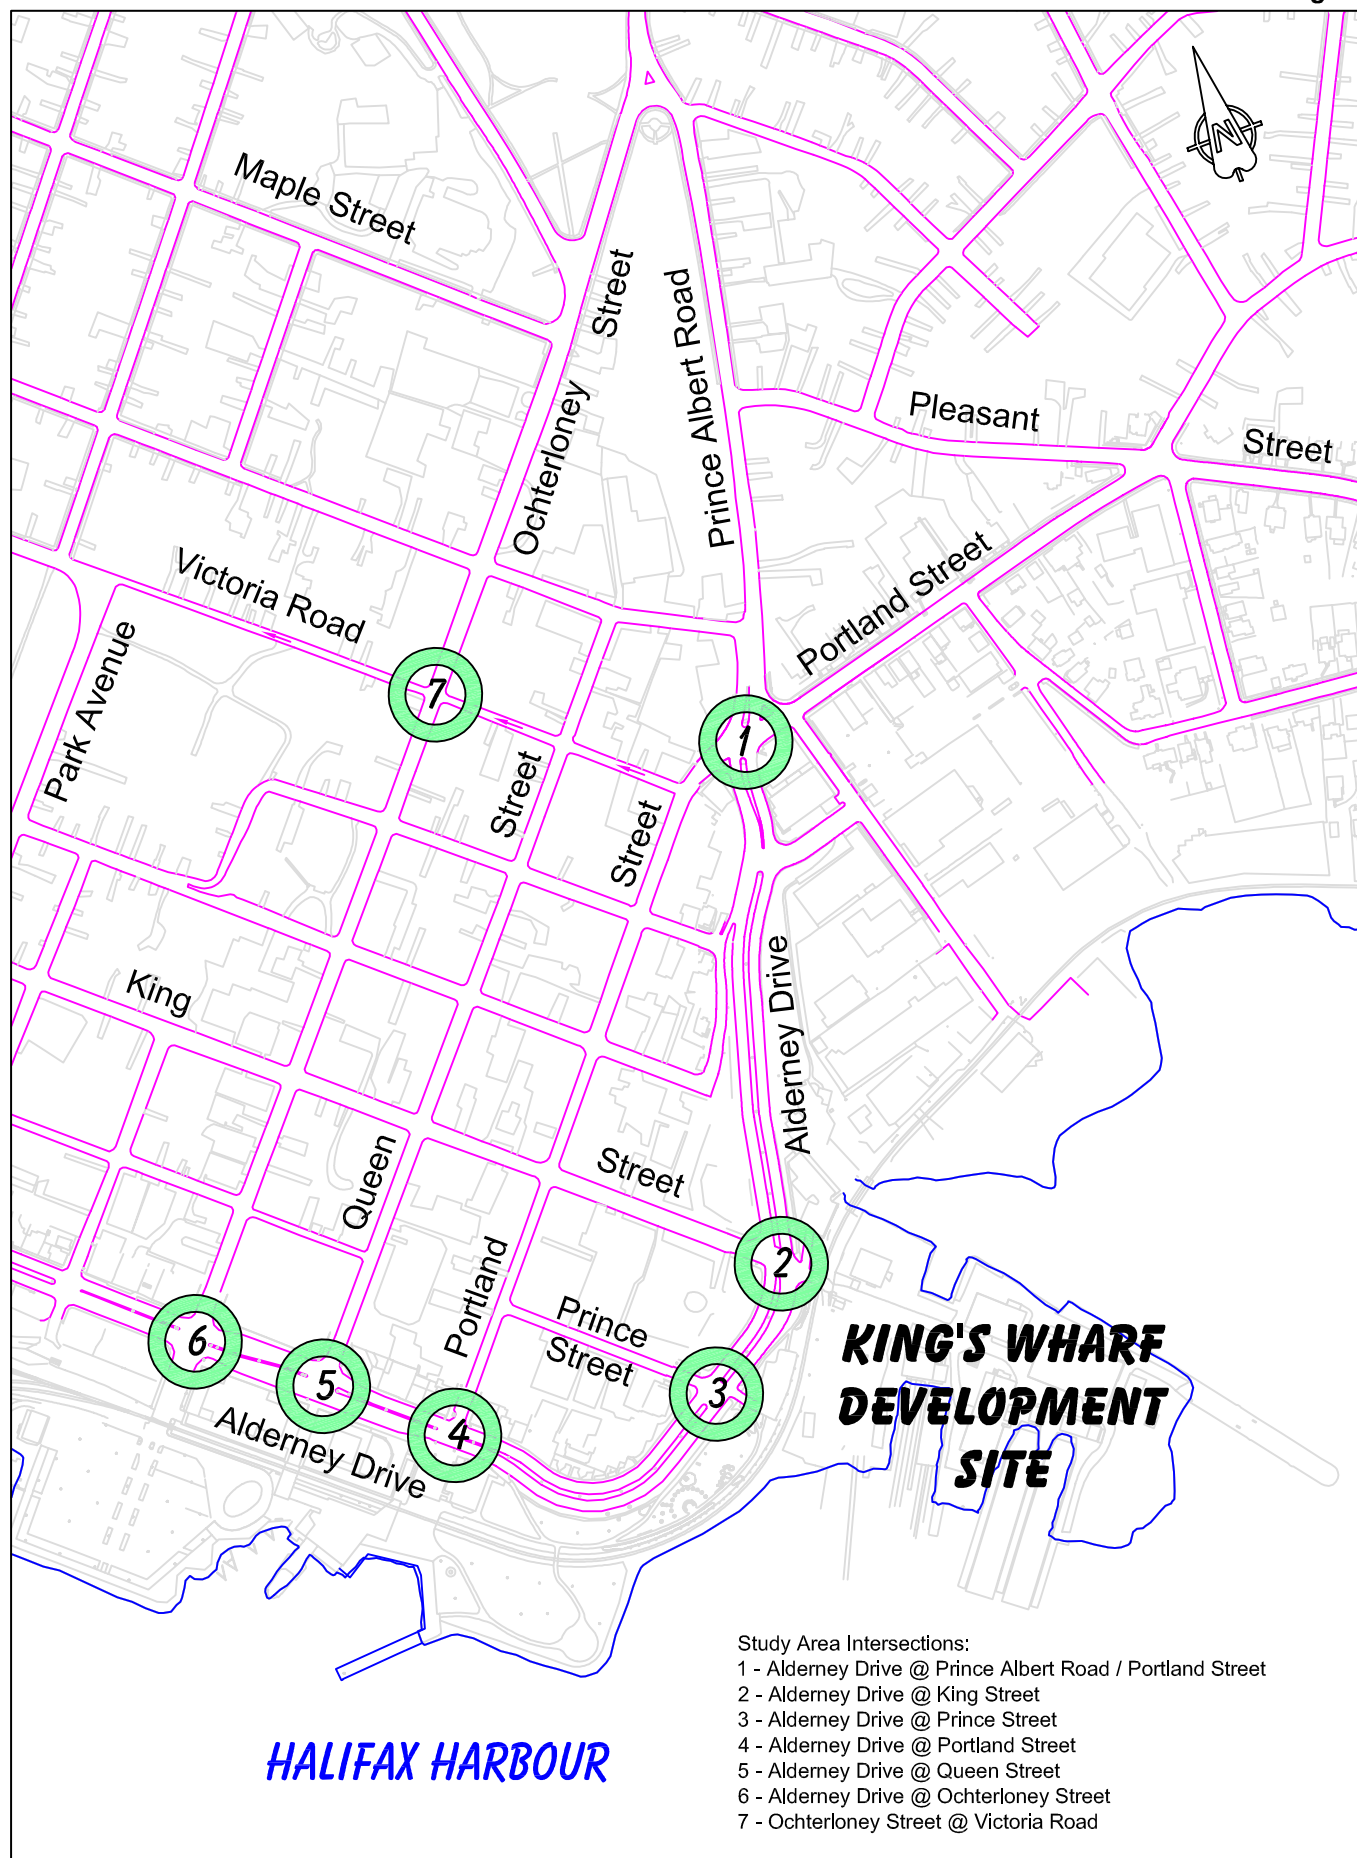 Maple Street
Street
Ochterloney
Prince Albert Road
N
Pleasant
Street
Portland Street
Victoria Road
Park Avenue
7
1
Street
Street
King
Alderney Drive
Queen
Street
Portland
Prince
Street
2
3
4
5
6
Alderney Drive
KING'S WHARF
DEVELOPMENT
SITE
Study Area Intersections:
1 - Alderney Drive @ Prince Albert Road / Portland Street
2 - Alderney Drive @ King Street
3 - Alderney Drive @ Prince Street
4 - Alderney Drive @ Portland Street
5 - Alderney Drive @ Queen Street
6 - Alderney Drive @ Ochterloney Street
7 - Ochterloney Street @ Victoria Road
HALIFAX HARBOUR